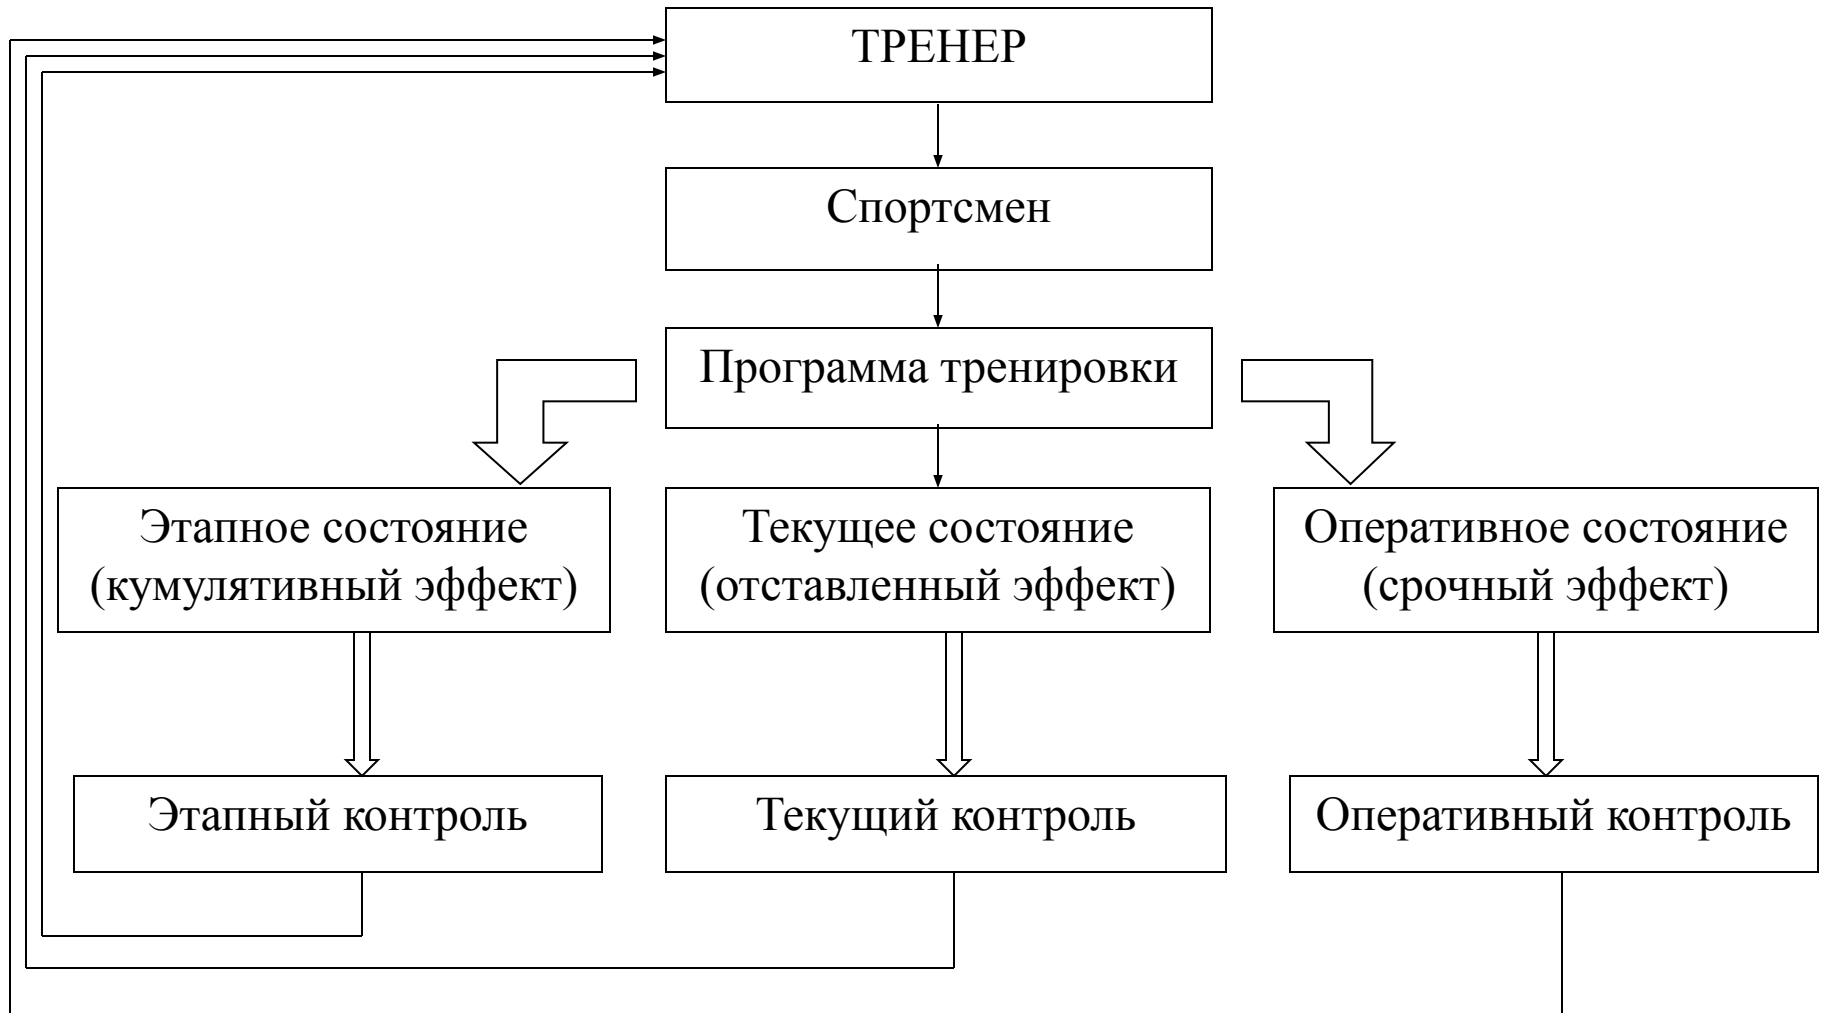 ТРЕНЕР
Спортсмен
Программа тренировки
Этапное состояние
(кумулятивный эффект)
Текущее состояние
(отставленный эффект)
Оперативное состояние
(срочный эффект)
Этапный контроль
Текущий контроль
Оперативный контроль